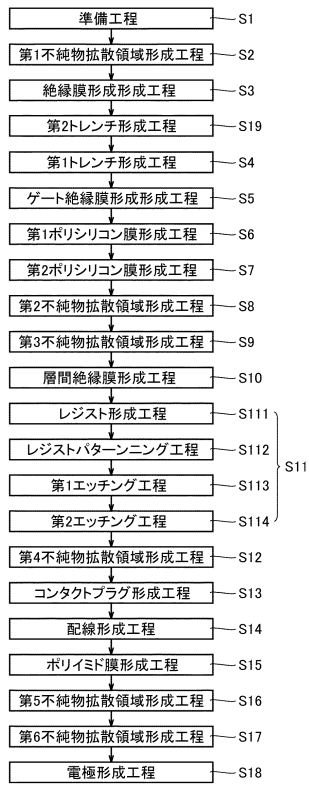 準備工程 S1
第1不純物拡散領域形成工程 S2
絶縁膜形成形成工程 S3
第2トレンチ形成工程 S19
第1トレンチ形成工程 S4
ゲート絶縁膜形成形成工程 S5
第1ポリシリコン膜形成工程 S6
第2ポリシリコン膜形成工程 S7
第2不純物拡散領域形成工程 S8
第3不純物拡散領域形成工程 S9
層間絶縁膜形成工程 S10
レジスト形成工程 S111
レジストパターンニング工程 S112
第1エッチング工程 S113
S11
第2エッチング工程 S114
第4不純物拡散領域形成工程 S12
コンタクトプラグ形成工程 S13
配線形成工程 S14
ポリイミド膜形成工程 S15
第5不純物拡散領域形成工程 S16
第6不純物拡散領域形成工程 S17
電極形成工程 S18